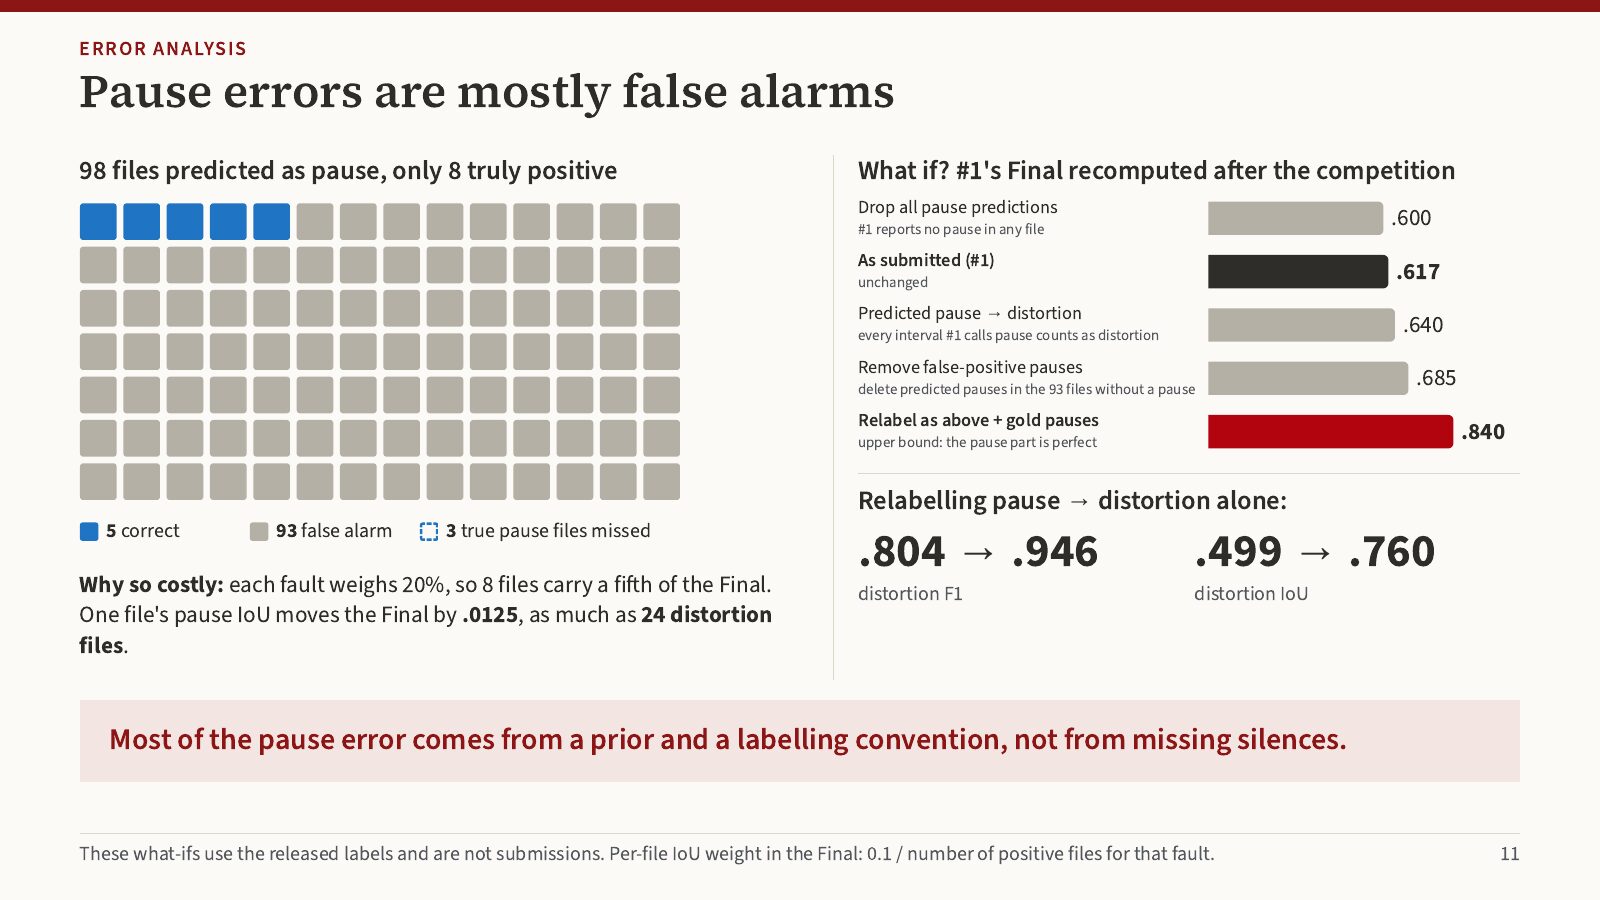 ERROR ANALYSIS
Pause errors are mostly false alarms
98 files predicted as pause, only 8 truly positive
5 correct
93 false alarm
3 true pause files missed
Why so costly: each fault weighs 20%, so 8 files carry a fifth of the Final.
One file's pause IoU moves the Final by .0125, as much as 24 distortion
files.
What if? #1's Final recomputed after the competition
Drop all pause predictions
#1 reports no pause in any file
.600
As submitted (#1)
unchanged
.617
Predicted pause → distortion
every interval #1 calls pause counts as distortion
.640
Remove false-positive pauses
delete predicted pauses in the 93 files without a pause
.685
Relabel as above + gold pauses
upper bound: the pause part is perfect
.840
Relabelling pause → distortion alone:
.804 → .946
distortion F1
.499 → .760
distortion IoU
Most of the pause error comes from a prior and a labelling convention, not from missing silences.
These what-ifs use the released labels and are not submissions. Per-file IoU weight in the Final: 0.1 / number of positive files for that fault.
11